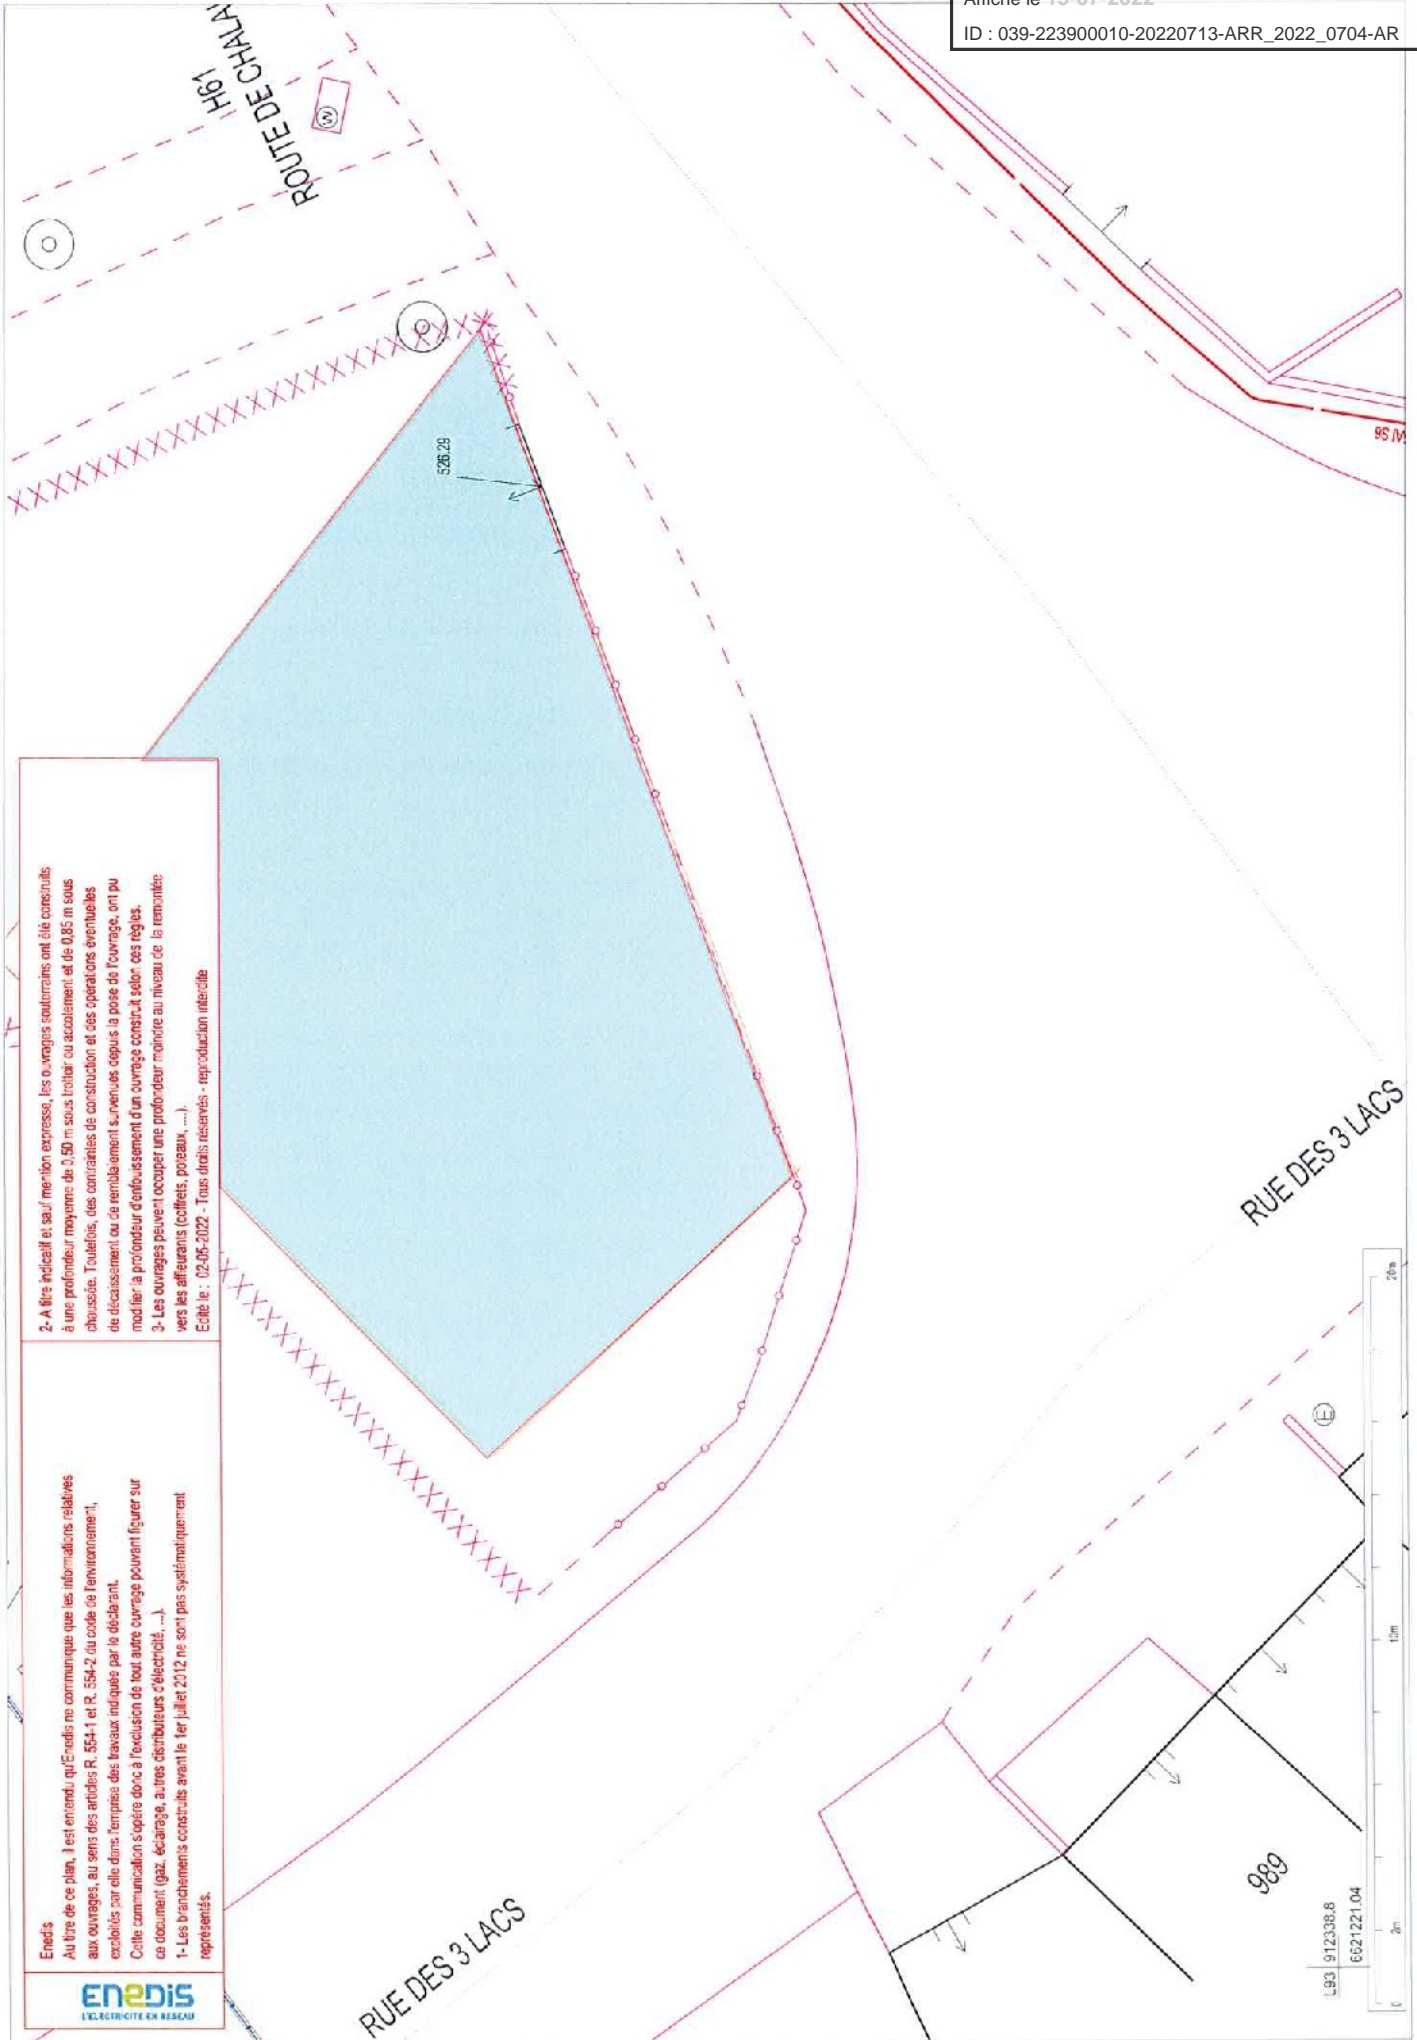 Affiché le 13-07-2022
ID : 039-223900010-20220713-ARR_2022_0704-AR
H61
ROUTE DE CHALAIN
W
526.29
RUE DES 3 LACS
RUE DES 3 LACS
E
989
L93 912338.8
6621221.04
0 2m 10m 20m
ENEDIS
L'ELECTRICITE EN RESEAU
Enedis
Au titre de ce plan, il est entendu qu'Enedis ne communique que les informations relatives
aux ouvrages, au sens des articles R. 554-1 et R. 554-2 du code de l'environnement,
exploités par elle dans l'emprise des travaux indiquée par le déclarant.
Cette communication s'opère donc à l'exclusion de tout autre ouvrage pouvant figurer sur
ce document (gaz, éclairage, autres distributeurs d'électricité, ...).
1- Les branchements construits avant le 1er juillet 2012 ne sont pas systématiquement
représentés.
2- A titre indicatif et sauf mention expresse, les ouvrages souterrains ont été construits
à une profondeur moyenne de 0,50 m sous trottoir ou accotement et de 0,85 m sous
chaussée. Toutefois, des contraintes de construction et des opérations éventuelles
de décaissement ou de remblaiement survenues depuis la pose de l'ouvrage, ont pu
modifier la profondeur d'enfouissement d'un ouvrage construit selon ces règles.
3- Les ouvrages peuvent occuper une profondeur moindre au niveau de la remontée
vers les affleurants (coffrets, poteaux, ....).
Edité le : 02-05-2022 - Tous droits réservés - reproduction interdite